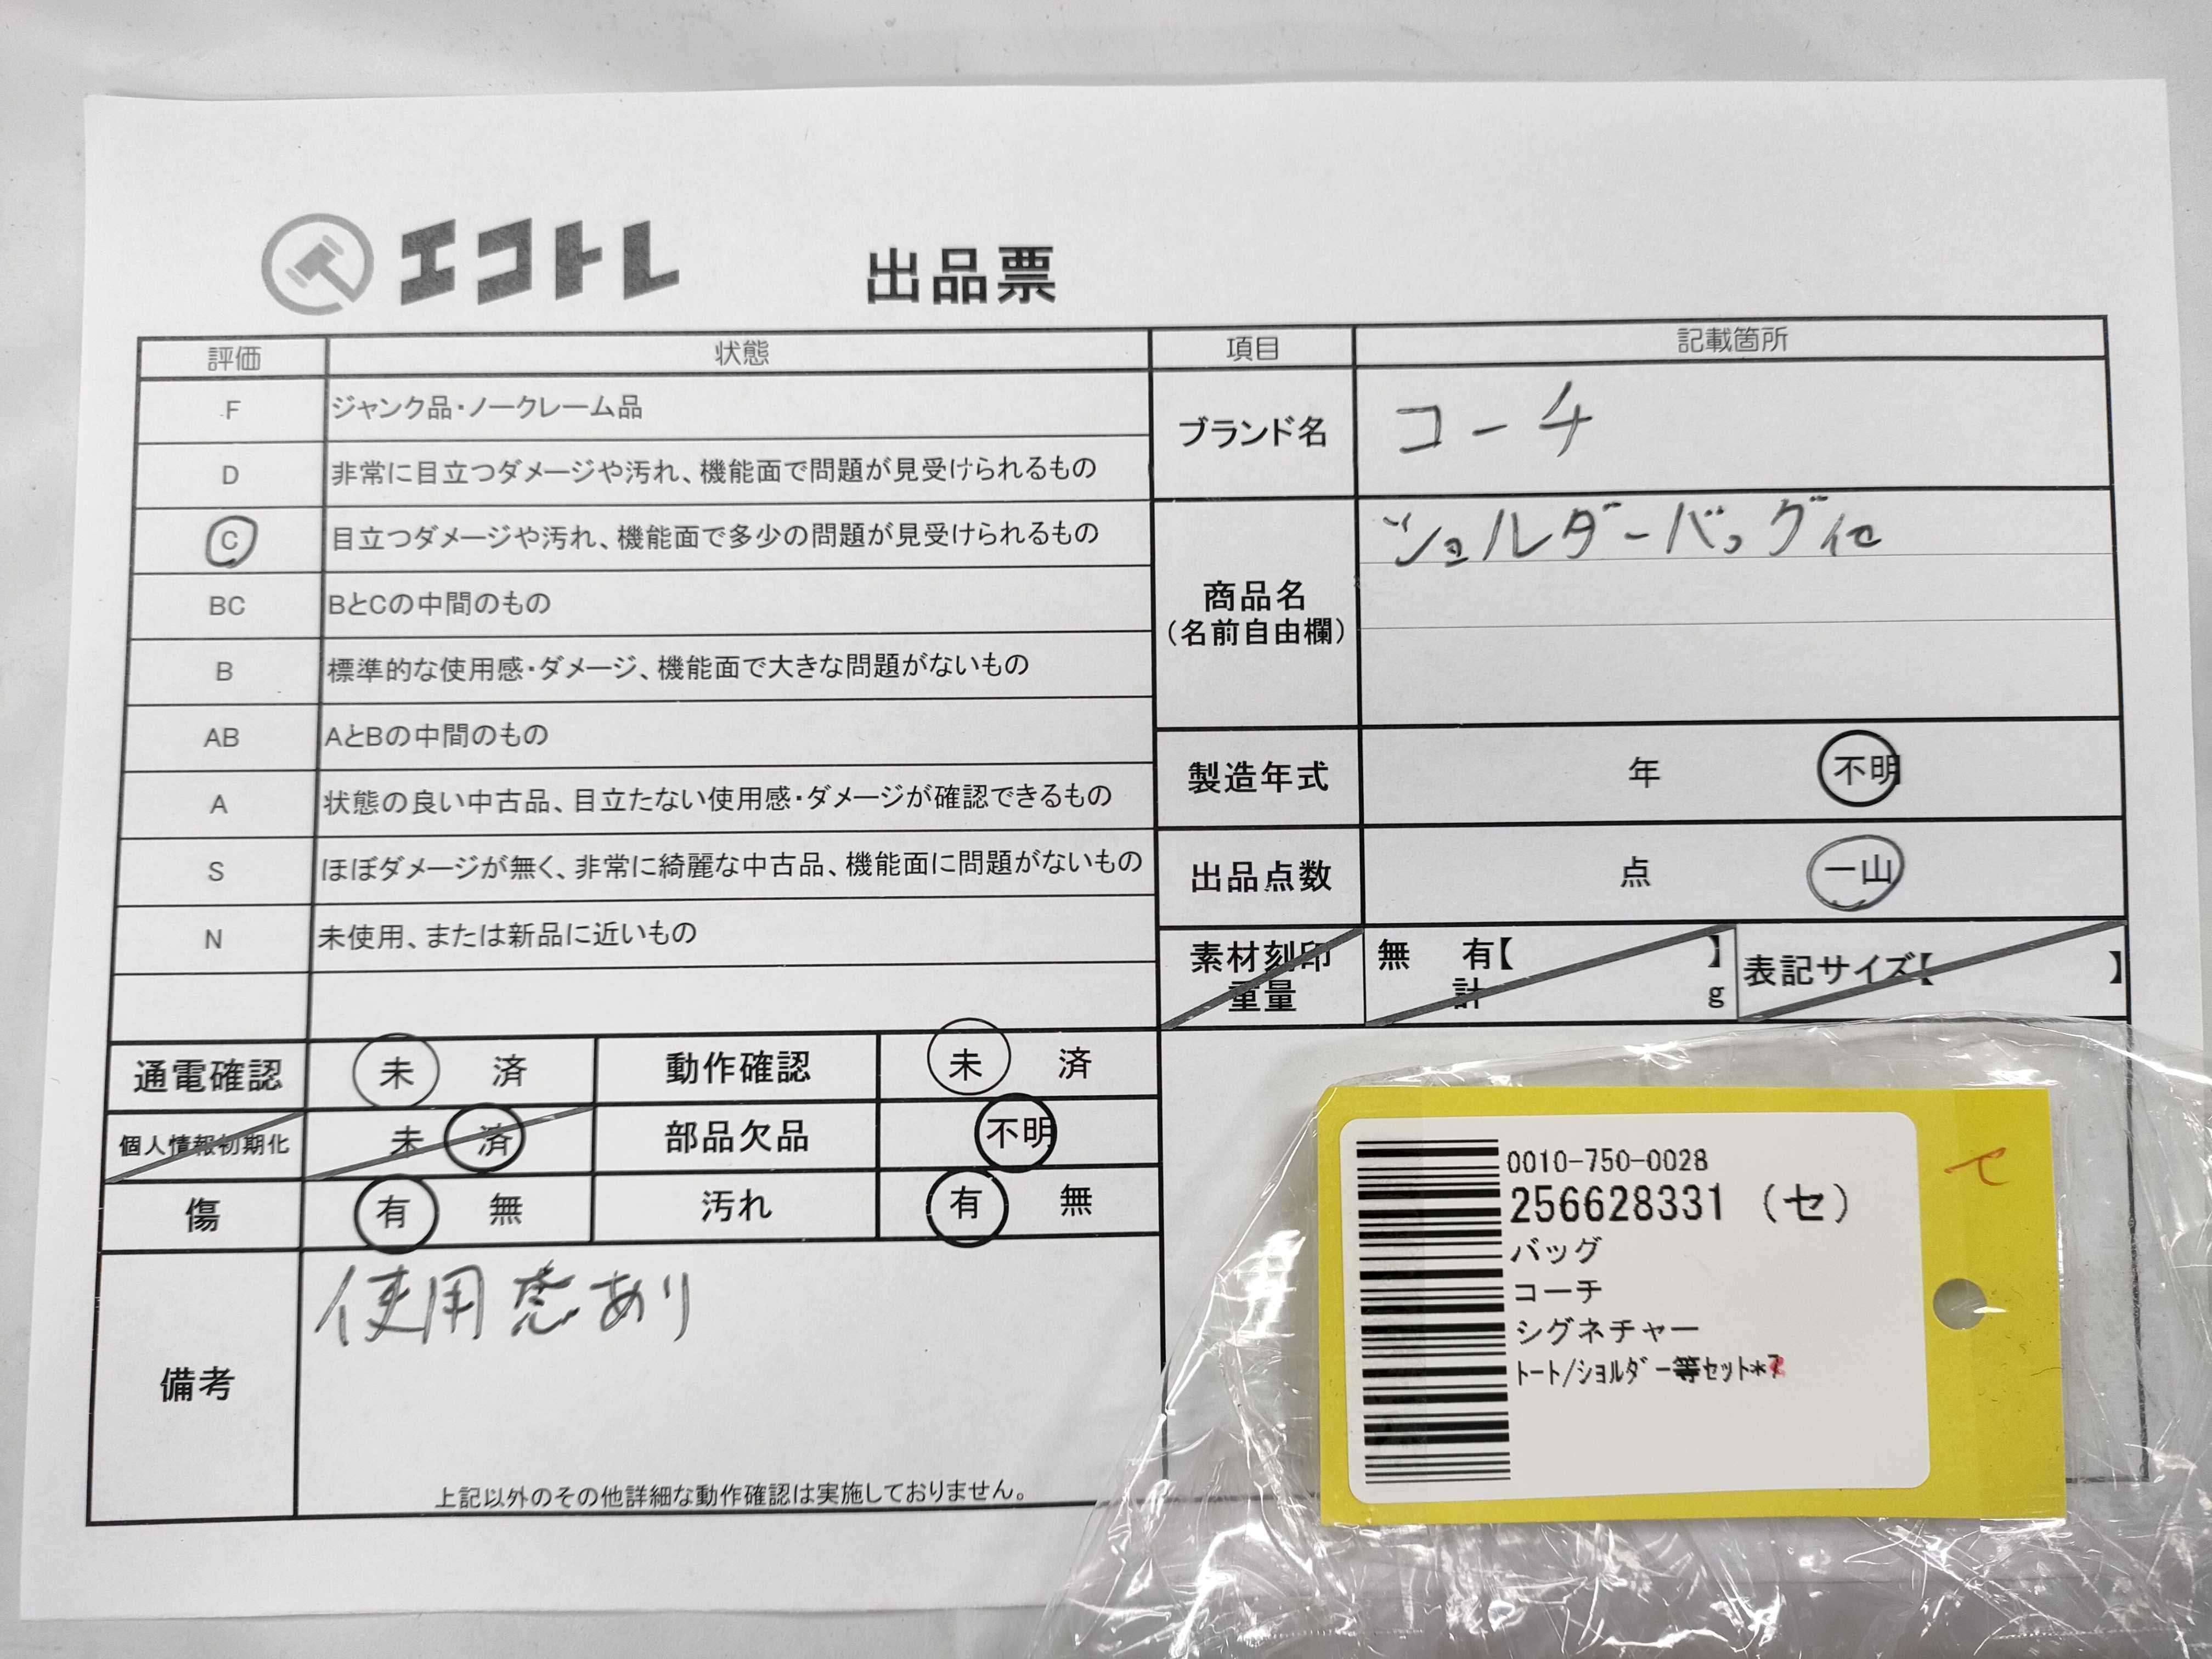 エコトレ 出品票
評価 状態 項目 記載箇所
F ジャンク品・ノークレーム品
D 非常に目立つダメージや汚れ、機能面で問題が見受けられるもの
C 目立つダメージや汚れ、機能面で多少の問題が見受けられるもの
BC BとCの中間のもの
B 標準的な使用感・ダメージ、機能面で大きな問題がないもの
AB AとBの中間のもの
A 状態の良い中古品、目立たない使用感・ダメージが確認できるもの
S ほぼダメージが無く、非常に綺麗な中古品、機能面に問題がないもの
N 未使用、または新品に近いもの
ブランド名 コーチ
商品名 ショルダーバッグ他
(名前自由欄)
製造年式 年 不明
出品点数 点 一山
素材刻印 無 有【 】 表記サイズ【 】
重量 計 g
通電確認 未 済 動作確認 未 済
個人情報初期化 未 済 部品欠品 不明
傷 有 無 汚れ 有 無
備考 使用感あり
上記以外のその他詳細な動作確認は実施しておりません。
0010-750-0028
256628331 (セ)
バッグ
コーチ
シグネチャー
ﾄｰﾄ/ｼｮﾙﾀﾞｰ等ｾｯﾄ*
セ